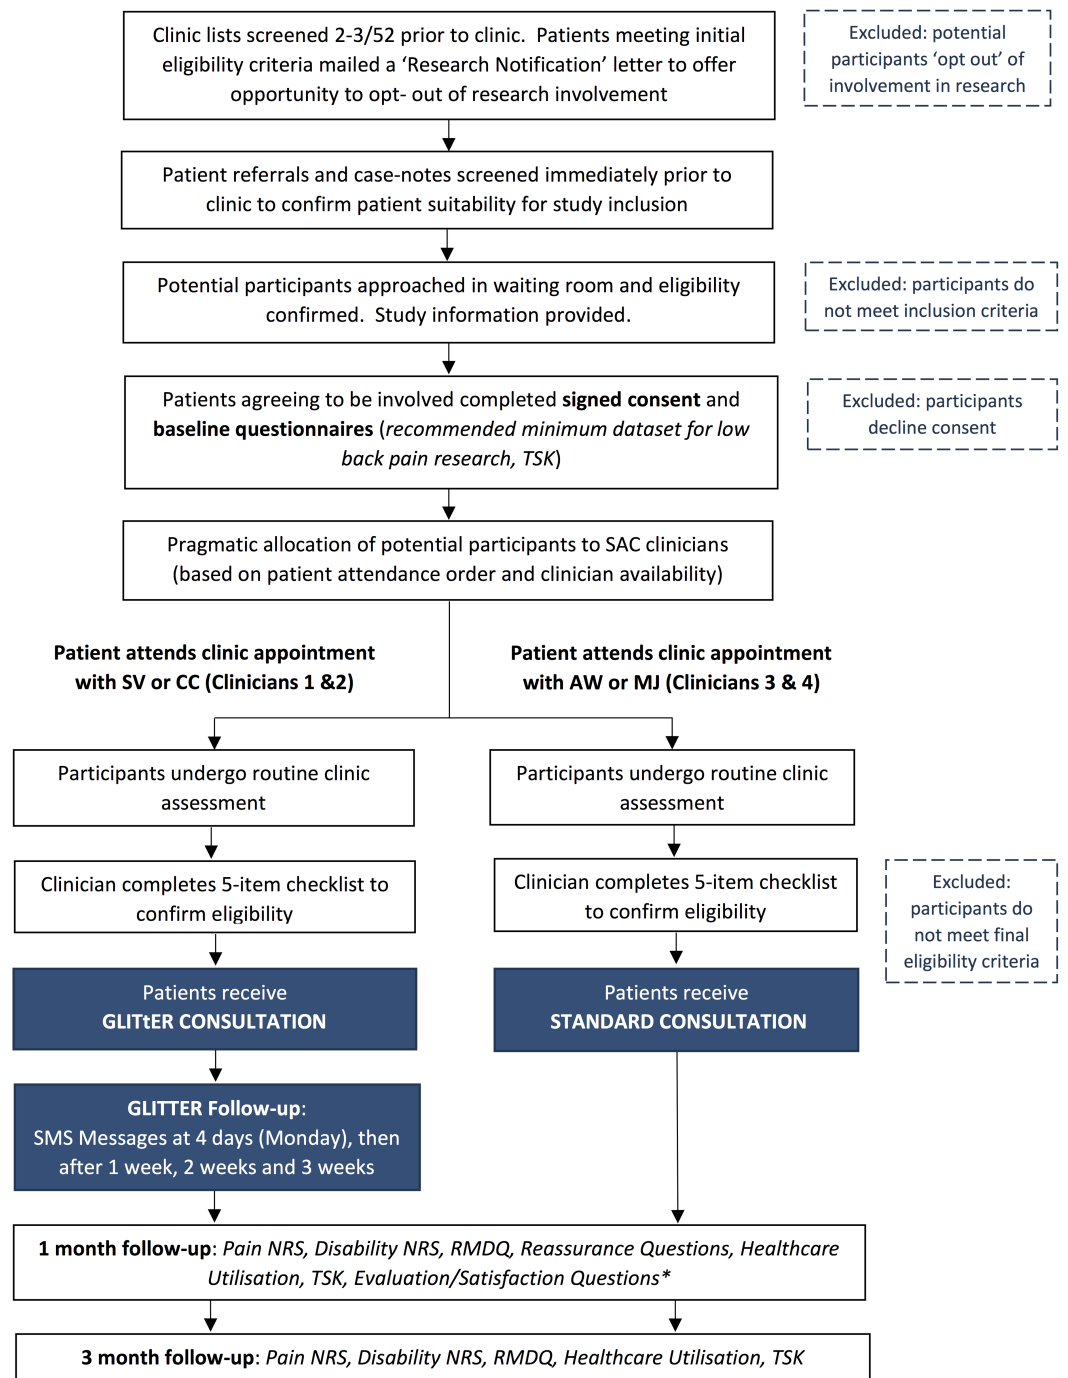 Clinic lists screened 2-3/52 prior to clinic.  Patients meeting initial
eligibility criteria mailed a ‘Research Notification’ letter to offer
opportunity to opt- out of research involvement
Excluded: potential
participants ‘opt out’ of
involvement in research
Patient referrals and case-notes screened immediately prior to
clinic to confirm patient suitability for study inclusion
Potential participants approached in waiting room and eligibility
confirmed.  Study information provided.
Excluded: participants do
not meet inclusion criteria
Patients agreeing to be involved completed signed consent and
baseline questionnaires (recommended minimum dataset for low
back pain research, TSK)
Excluded: participants
decline consent
Pragmatic allocation of potential participants to SAC clinicians
(based on patient attendance order and clinician availability)
Patient attends clinic appointment
with SV or CC (Clinicians 1 &2)
Patient attends clinic appointment
with AW or MJ (Clinicians 3 & 4)
Participants undergo routine clinic
assessment
Participants undergo routine clinic
assessment
Clinician completes 5-item checklist to
confirm eligibility
Clinician completes 5-item checklist
to confirm eligibility
Excluded:
participants do
not meet final
eligibility criteria
Patients receive
GLITtER CONSULTATION
Patients receive
STANDARD CONSULTATION
GLITTER Follow-up:
SMS Messages at 4 days (Monday), then
after 1 week, 2 weeks and 3 weeks
1 month follow-up: Pain NRS, Disability NRS, RMDQ, Reassurance Questions, Healthcare
Utilisation, TSK, Evaluation/Satisfaction Questions*
3 month follow-up: Pain NRS, Disability NRS, RMDQ, Healthcare Utilisation, TSK